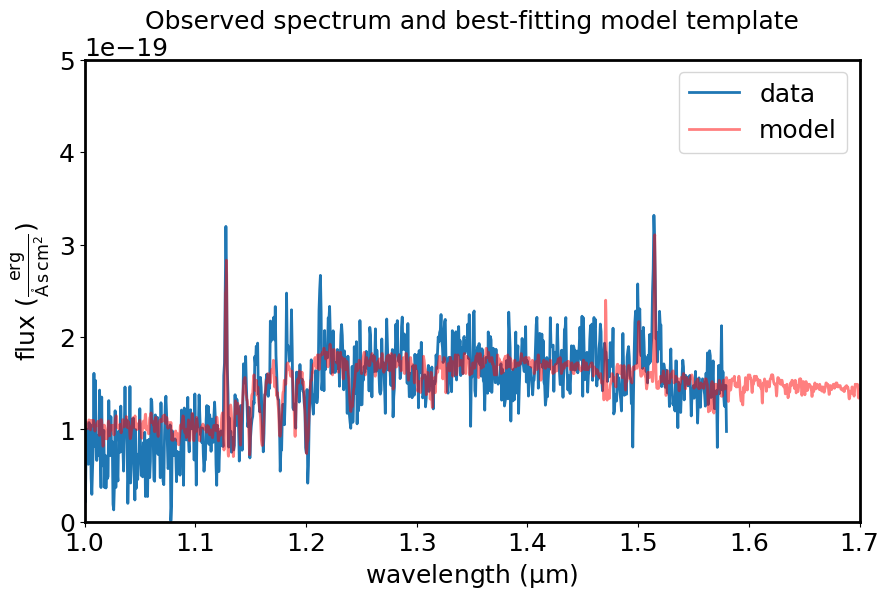 Observed spectrum and best-fitting model template
1e−19
5
4
3
2
1
0
flux (erg / Å s cm²)
data
model
1.0 1.1 1.2 1.3 1.4 1.5 1.6 1.7
wavelength (μm)